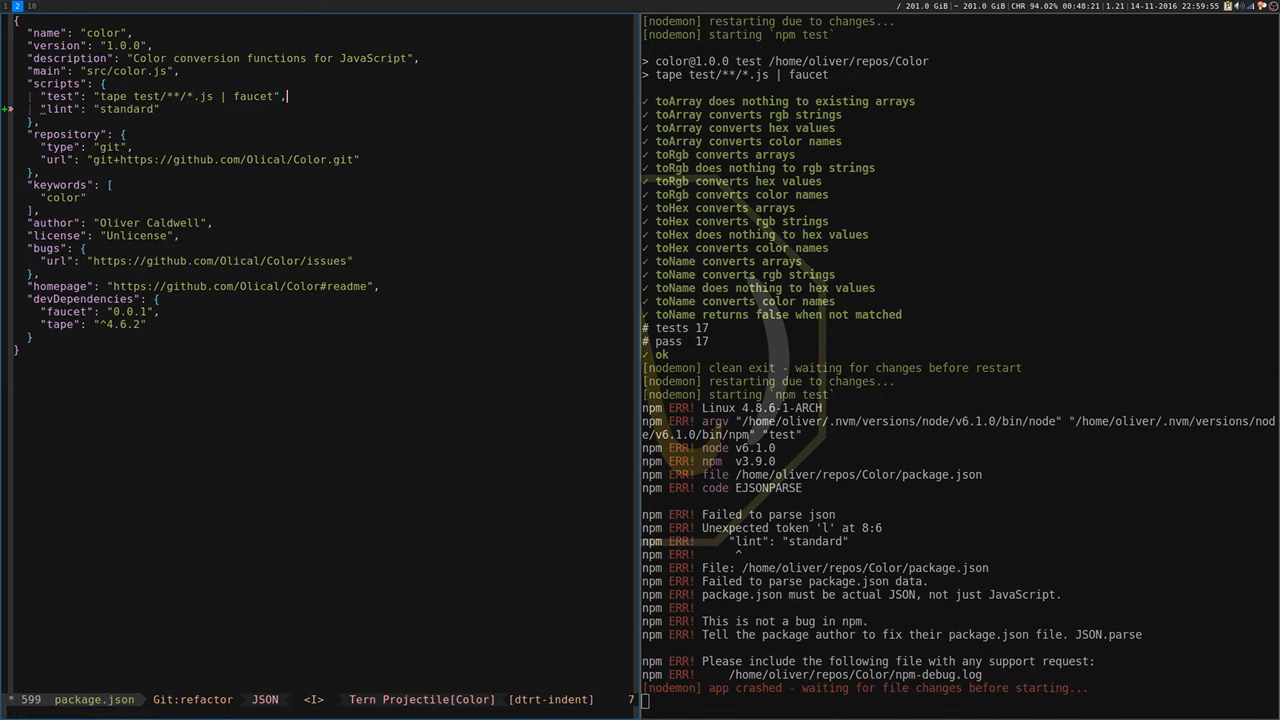 1 2 10
/ 201.0 GiB|~ 201.0 GiB|CHR 94.02% 00:48:21|1.21|14-11-2016 22:59:55
{
"name": "color",
"version": "1.0.0",
"description": "Color conversion functions for JavaScript",
"main": "src/color.js",
"scripts": {
"test": "tape test/**/*.js | faucet",
"lint": "standard"
},
"repository": {
"type": "git",
"url": "git+https://github.com/Olical/Color.git"
},
"keywords": [
"color"
],
"author": "Oliver Caldwell",
"license": "Unlicense",
"bugs": {
"url": "https://github.com/Olical/Color/issues"
},
"homepage": "https://github.com/Olical/Color#readme",
"devDependencies": {
"faucet": "0.0.1",
"tape": "^4.6.2"
}
}
* 599 package.json Git:refactor JSON <I> Tern Projectile[Color] [dtrt-indent] 7
[nodemon] restarting due to changes...
[nodemon] starting `npm test`
> color@1.0.0 test /home/oliver/repos/Color
> tape test/**/*.js | faucet
✓ toArray does nothing to existing arrays
✓ toArray converts rgb strings
✓ toArray converts hex values
✓ toArray converts color names
✓ toRgb converts arrays
✓ toRgb does nothing to rgb strings
✓ toRgb converts hex values
✓ toRgb converts color names
✓ toHex converts arrays
✓ toHex converts rgb strings
✓ toHex does nothing to hex values
✓ toHex converts color names
✓ toName converts arrays
✓ toName converts rgb strings
✓ toName does nothing to hex values
✓ toName converts color names
✓ toName returns false when not matched
# tests 17
# pass 17
✓ ok
[nodemon] clean exit - waiting for changes before restart
[nodemon] restarting due to changes...
[nodemon] starting `npm test`
npm ERR! Linux 4.8.6-1-ARCH
npm ERR! argv "/home/oliver/.nvm/versions/node/v6.1.0/bin/node" "/home/oliver/.nvm/versions/nod
e/v6.1.0/bin/npm" "test"
npm ERR! node v6.1.0
npm ERR! npm v3.9.0
npm ERR! file /home/oliver/repos/Color/package.json
npm ERR! code EJSONPARSE
npm ERR! Failed to parse json
npm ERR! Unexpected token 'l' at 8:6
npm ERR! "lint": "standard"
npm ERR! ^
npm ERR! File: /home/oliver/repos/Color/package.json
npm ERR! Failed to parse package.json data.
npm ERR! package.json must be actual JSON, not just JavaScript.
npm ERR!
npm ERR! This is not a bug in npm.
npm ERR! Tell the package author to fix their package.json file. JSON.parse
npm ERR! Please include the following file with any support request:
npm ERR! /home/oliver/repos/Color/npm-debug.log
[nodemon] app crashed - waiting for file changes before starting...